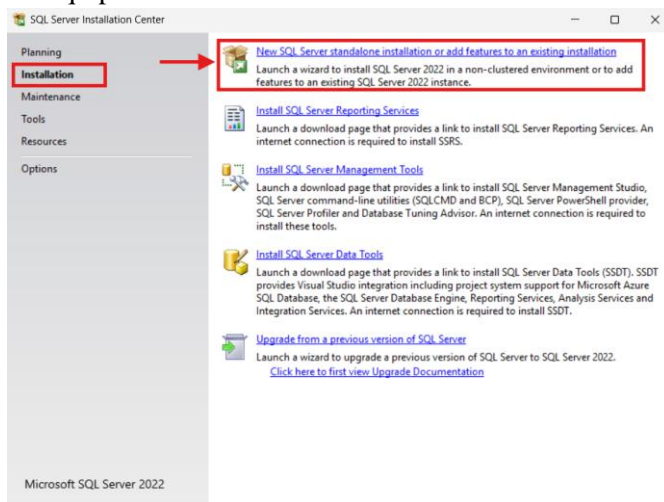 SQL Server Installation Center
Planning
Installation
Maintenance
Tools
Resources
Options
New SQL Server standalone installation or add features to an existing installation
Launch a wizard to install SQL Server 2022 in a non-clustered environment or to add
features to an existing SQL Server 2022 instance.
Install SQL Server Reporting Services
Launch a download page that provides a link to install SQL Server Reporting Services. An
internet connection is required to install SSRS.
Install SQL Server Management Tools
Launch a download page that provides a link to install SQL Server Management Studio,
SQL Server command-line utilities (SQLCMD and BCP), SQL Server PowerShell provider,
SQL Server Profiler and Database Tuning Advisor. An internet connection is required to
install these tools.
Install SQL Server Data Tools
Launch a download page that provides a link to install SQL Server Data Tools (SSDT). SSDT
provides Visual Studio integration including project system support for Microsoft Azure
SQL Database, the SQL Server Database Engine, Reporting Services, Analysis Services and
Integration Services. An internet connection is required to install SSDT.
Upgrade from a previous version of SQL Server
Launch a wizard to upgrade a previous version of SQL Server to SQL Server 2022.
Click here to first view Upgrade Documentation
Microsoft SQL Server 2022